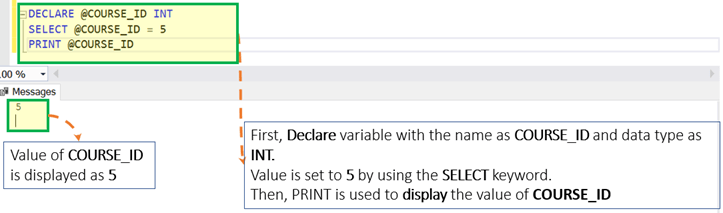 DECLARE @COURSE_ID INT
SELECT @COURSE_ID = 5
PRINT @COURSE_ID
.00 %
Messages
5
Value of COURSE_ID
is displayed as 5
First, Declare variable with the name as COURSE_ID and data type as
INT.
Value is set to 5 by using the SELECT keyword.
Then, PRINT is used to display the value of COURSE_ID